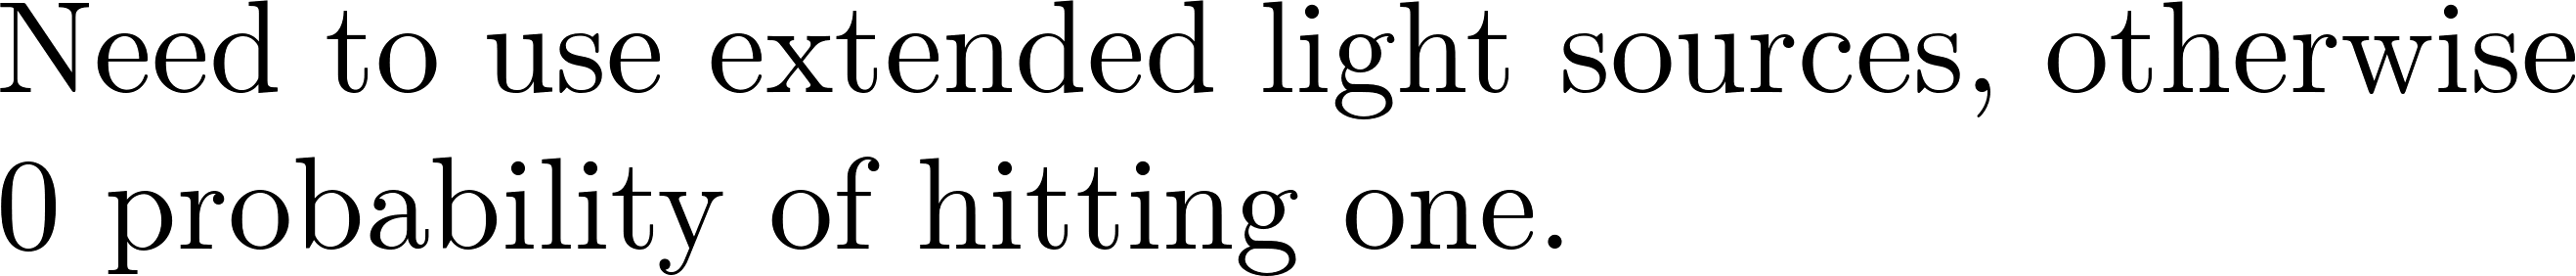 Need to use extended light sources, otherwise
0 probability of hitting one.